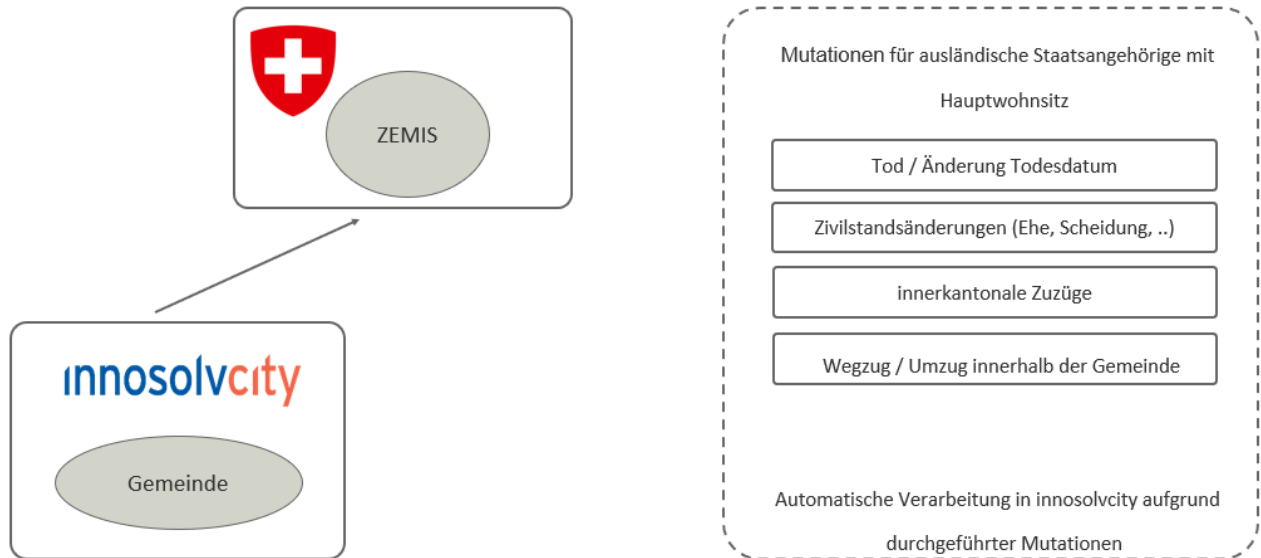 ZEMIS
innosolvcity
Gemeinde
Mutationen für ausländische Staatsangehörige mit
Hauptwohnsitz
Tod / Änderung Todesdatum
Zivilstandsänderungen (Ehe, Scheidung, ..)
innerkantonale Zuzüge
Wegzug / Umzug innerhalb der Gemeinde
Automatische Verarbeitung in innosolvcity aufgrund
durchgeführter Mutationen